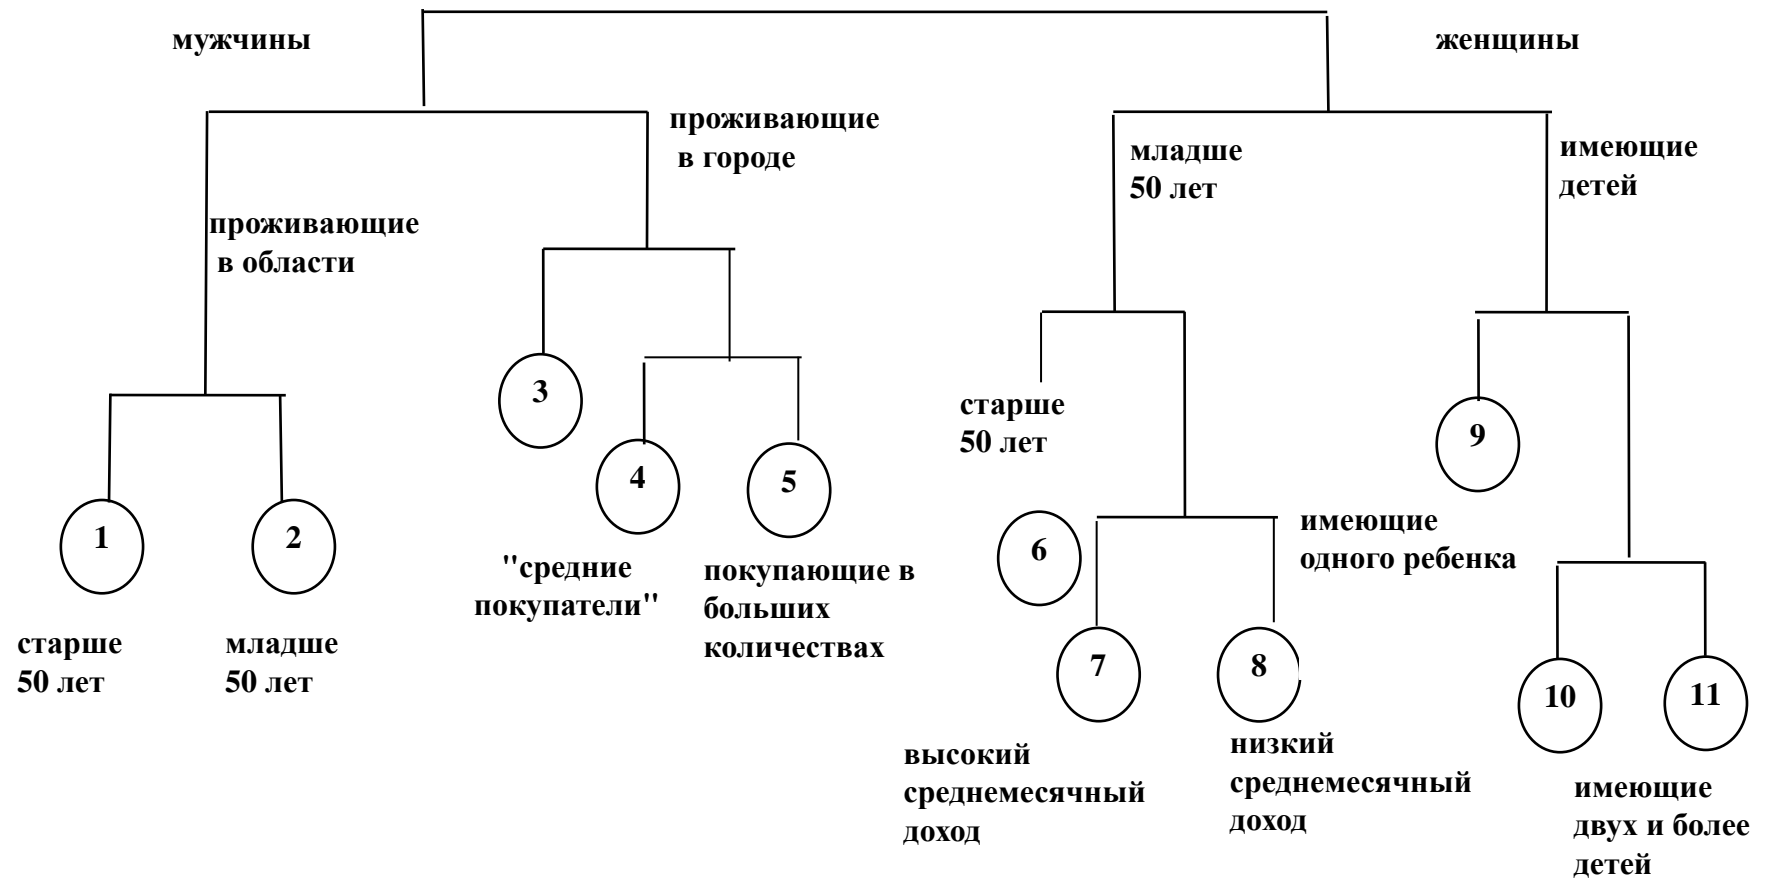 мужчины
женщины
проживающие
в городе
младше
50 лет
имеющие
детей
проживающие
в области
3
старше
50 лет
9
4
5
1
2
6
имеющие
одного ребенка
"средние
покупатели"
покупающие в
больших
количествах
старше
50 лет
младше
50 лет
7
8
10
11
высокий
среднемесячный
доход
низкий
среднемесячный
доход
имеющие
двух и более
детей